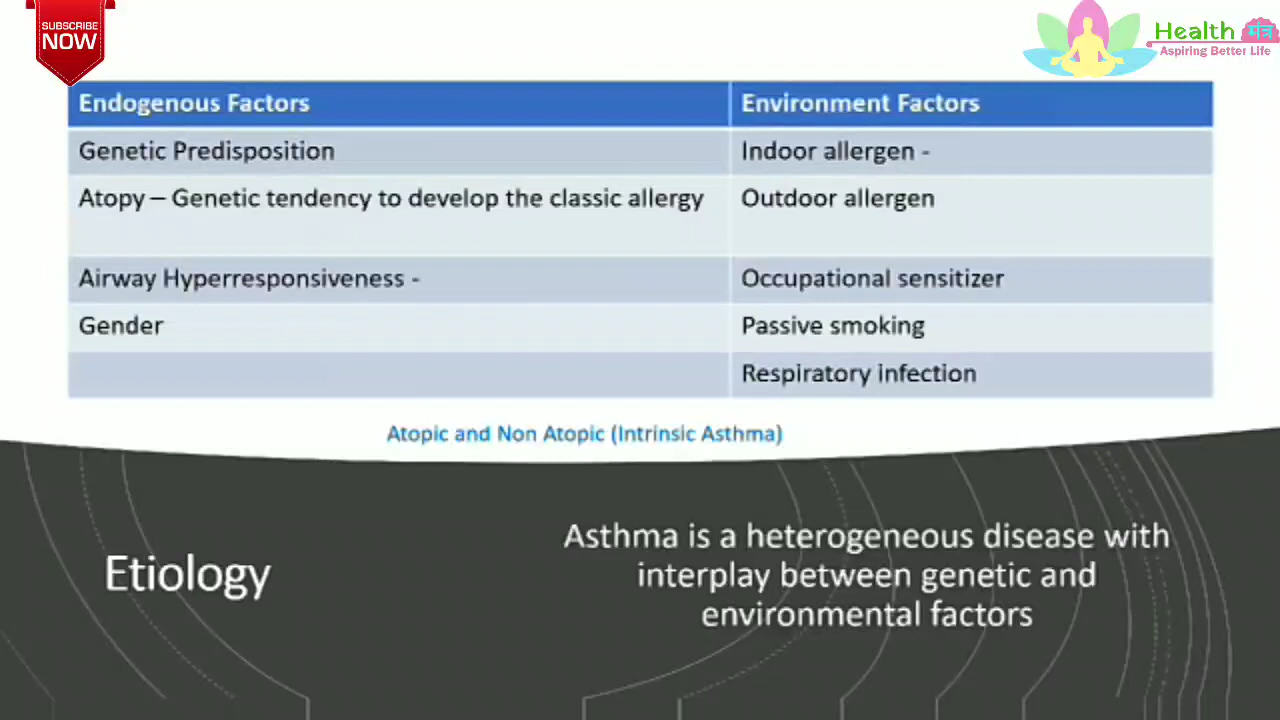 SUBSCRIBE
NOW
Health मंत्र
Aspiring Better Life
Endogenous Factors
Environment Factors
Genetic Predisposition
Indoor allergen -
Atopy – Genetic tendency to develop the classic allergy
Outdoor allergen
Airway Hyperresponsiveness -
Occupational sensitizer
Gender
Passive smoking
Respiratory infection
Atopic and Non Atopic (Intrinsic Asthma)
Etiology
Asthma is a heterogeneous disease with
interplay between genetic and
environmental factors